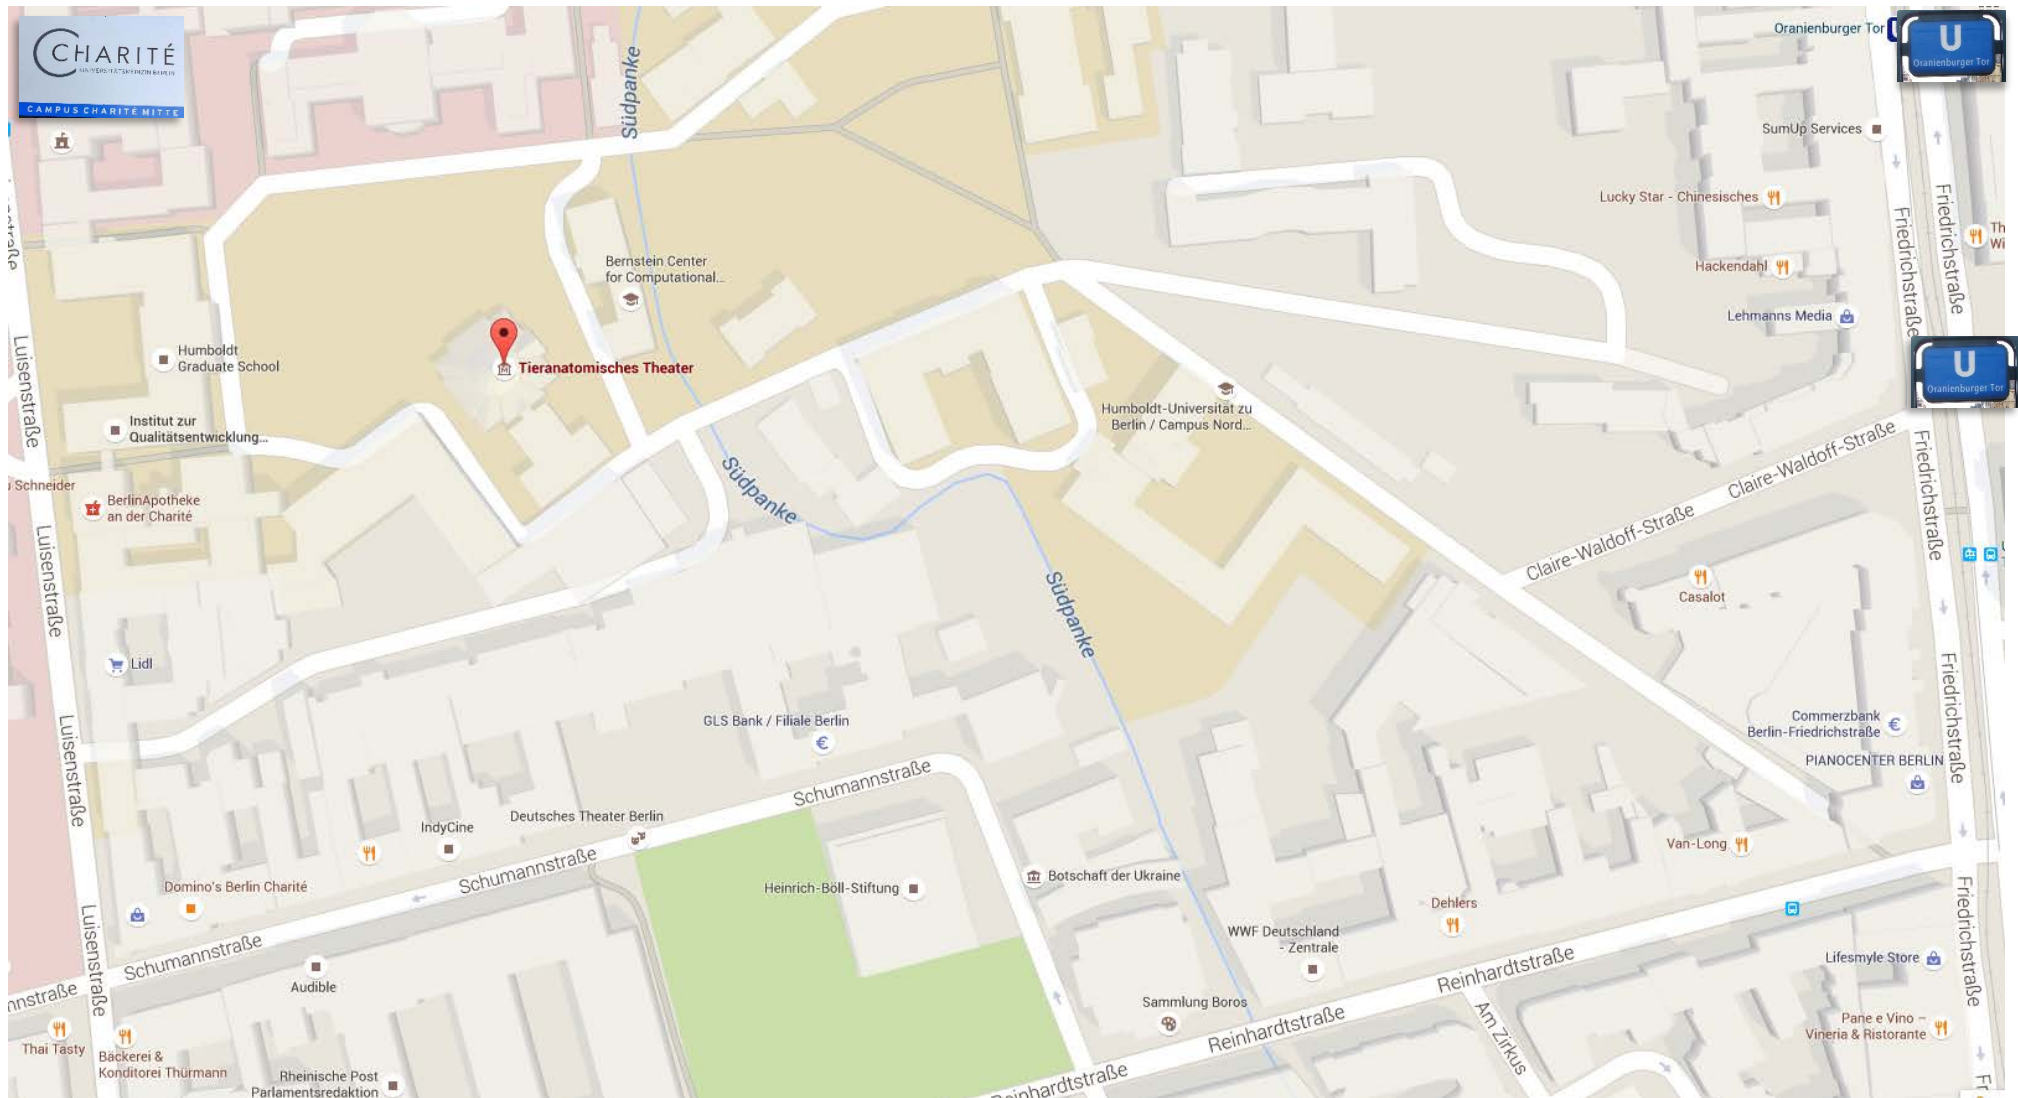 CHARITÉ
UNIVERSITÄTSMEDIZIN BERLIN
CAMPUS CHARITÉ MITTE
Südpanke
Oranienburger Tor
U
Oranienburger Tor
SumUp Services
Lucky Star - Chinesisches
Friedrichstraße
Friedrichstraße
Th
Wi
Hackendahl
Lehmanns Media
Bernstein Center
for Computational...
U
Oranienburger Tor
Luisenstraße
Humboldt
Graduate School
Tieranatomisches Theater
Institut zur
Qualitätsentwicklung...
Humboldt-Universität zu
Berlin / Campus Nord...
Claire-Waldoff-Straße
Claire-Waldoff-Straße
Friedrichstraße
Schneider
BerlinApotheke
an der Charité
Südpanke
Luisenstraße
Südpanke
Casalot
Lidl
Friedrichstraße
Luisenstraße
GLS Bank / Filiale Berlin
Commerzbank
Berlin-Friedrichstraße
PIANOCENTER BERLIN
Schumannstraße
IndyCine
Deutsches Theater Berlin
Schumannstraße
Van-Long
Domino's Berlin Charité
Heinrich-Böll-Stiftung
Botschaft der Ukraine
Dehlers
Luisenstraße
Schumannstraße
WWF Deutschland
- Zentrale
Reinhardtstraße
Friedrichstraße
Lifesmyle Store
nnstraße
Audible
Sammlung Boros
Reinhardtstraße
Am Zirkus
Pane e Vino –
Vineria & Ristorante
Thai Tasty
Bäckerei &
Konditorei Thürmann
Rheinische Post
Parlamentsredaktion
Reinhardtstraße
Fr